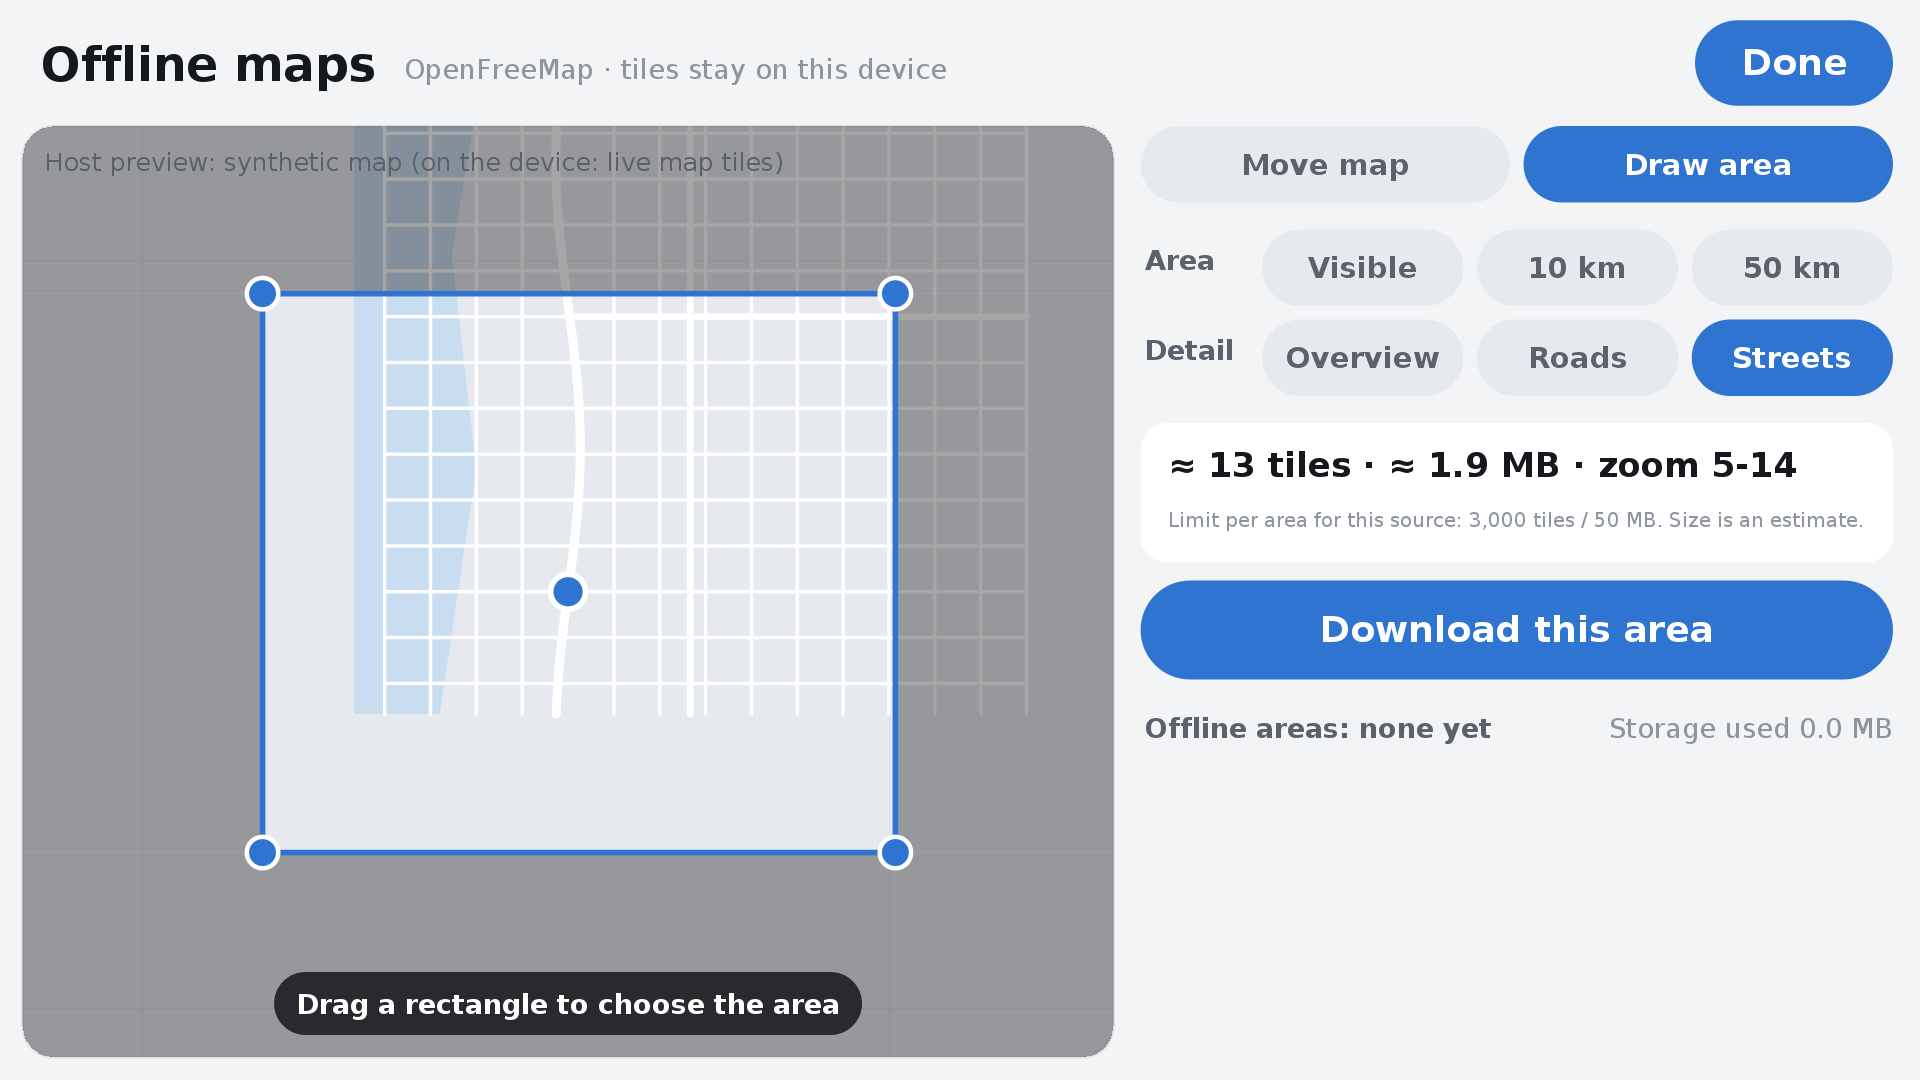 Offline maps
OpenFreeMap · tiles stay on this device
Done
Host preview: synthetic map (on the device: live map tiles)
Move map
Draw area
Area
Visible
10 km
50 km
Detail
Overview
Roads
Streets
≈ 13 tiles · ≈ 1.9 MB · zoom 5-14
Limit per area for this source: 3,000 tiles / 50 MB. Size is an estimate.
Download this area
Offline areas: none yet
Storage used 0.0 MB
Drag a rectangle to choose the area